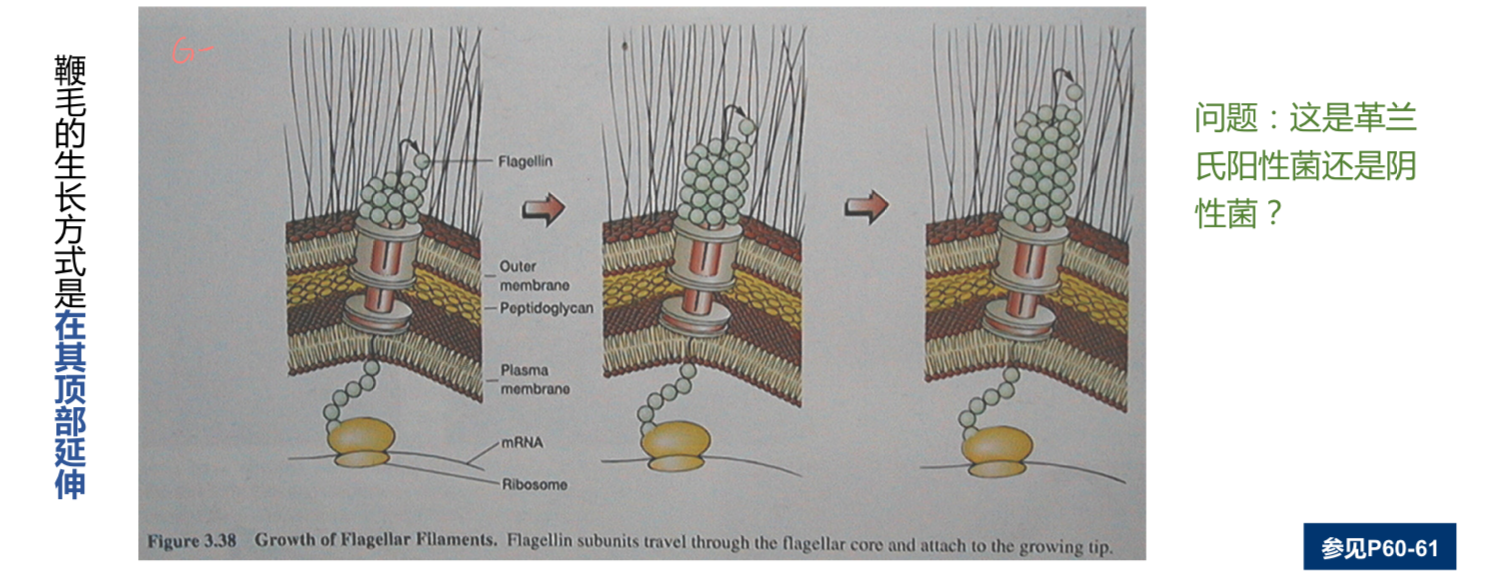 鞭毛的生长方式是在其顶部延伸
G-
Flagellin
Outer
membrane
Peptidoglycan
Plasma
membrane
mRNA
Ribosome
Figure 3.38 Growth of Flagellar Filaments. Flagellin subunits travel through the flagellar core and attach to the growing tip.
问题：这是革兰
氏阳性菌还是阴
性菌？
参见P60-61